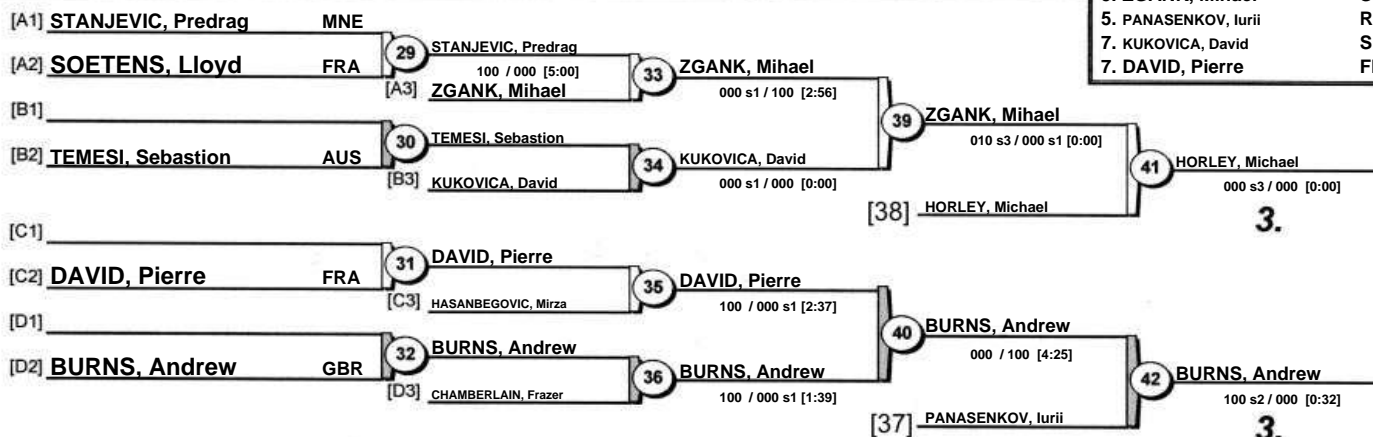 5. PANASENKOV, Iurii R
7. KUKOVICA, David S
7. DAVID, Pierre
[A1] STANJEVIC, Predrag MNE
[A2] SOETENS, Lloyd FRA
29
STANJEVIC, Predrag
100 / 000 [5:00]
[A3] ZGANK, Mihael
33
ZGANK, Mihael
000 s1 / 100 [2:56]
[B1]
[B2] TEMESI, Sebastion AUS
30
TEMESI, Sebastion
[B3] KUKOVICA, David
34
KUKOVICA, David
000 s1 / 000 [0:00]
39
ZGANK, Mihael
010 s3 / 000 s1 [0:00]
[38] HORLEY, Michael
41
HORLEY, Michael
000 s3 / 000 [0:00]
3.
[C1]
[C2] DAVID, Pierre FRA
31
DAVID, Pierre
[C3] HASANBEGOVIC, Mirza
35
DAVID, Pierre
100 / 000 s1 [2:37]
[D1]
[D2] BURNS, Andrew GBR
32
BURNS, Andrew
[D3] CHAMBERLAIN, Frazer
36
BURNS, Andrew
100 / 000 s1 [1:39]
40
BURNS, Andrew
000 / 100 [4:25]
[37] PANASENKOV, Iurii
42
BURNS, Andrew
100 s2 / 000 [0:32]
3.